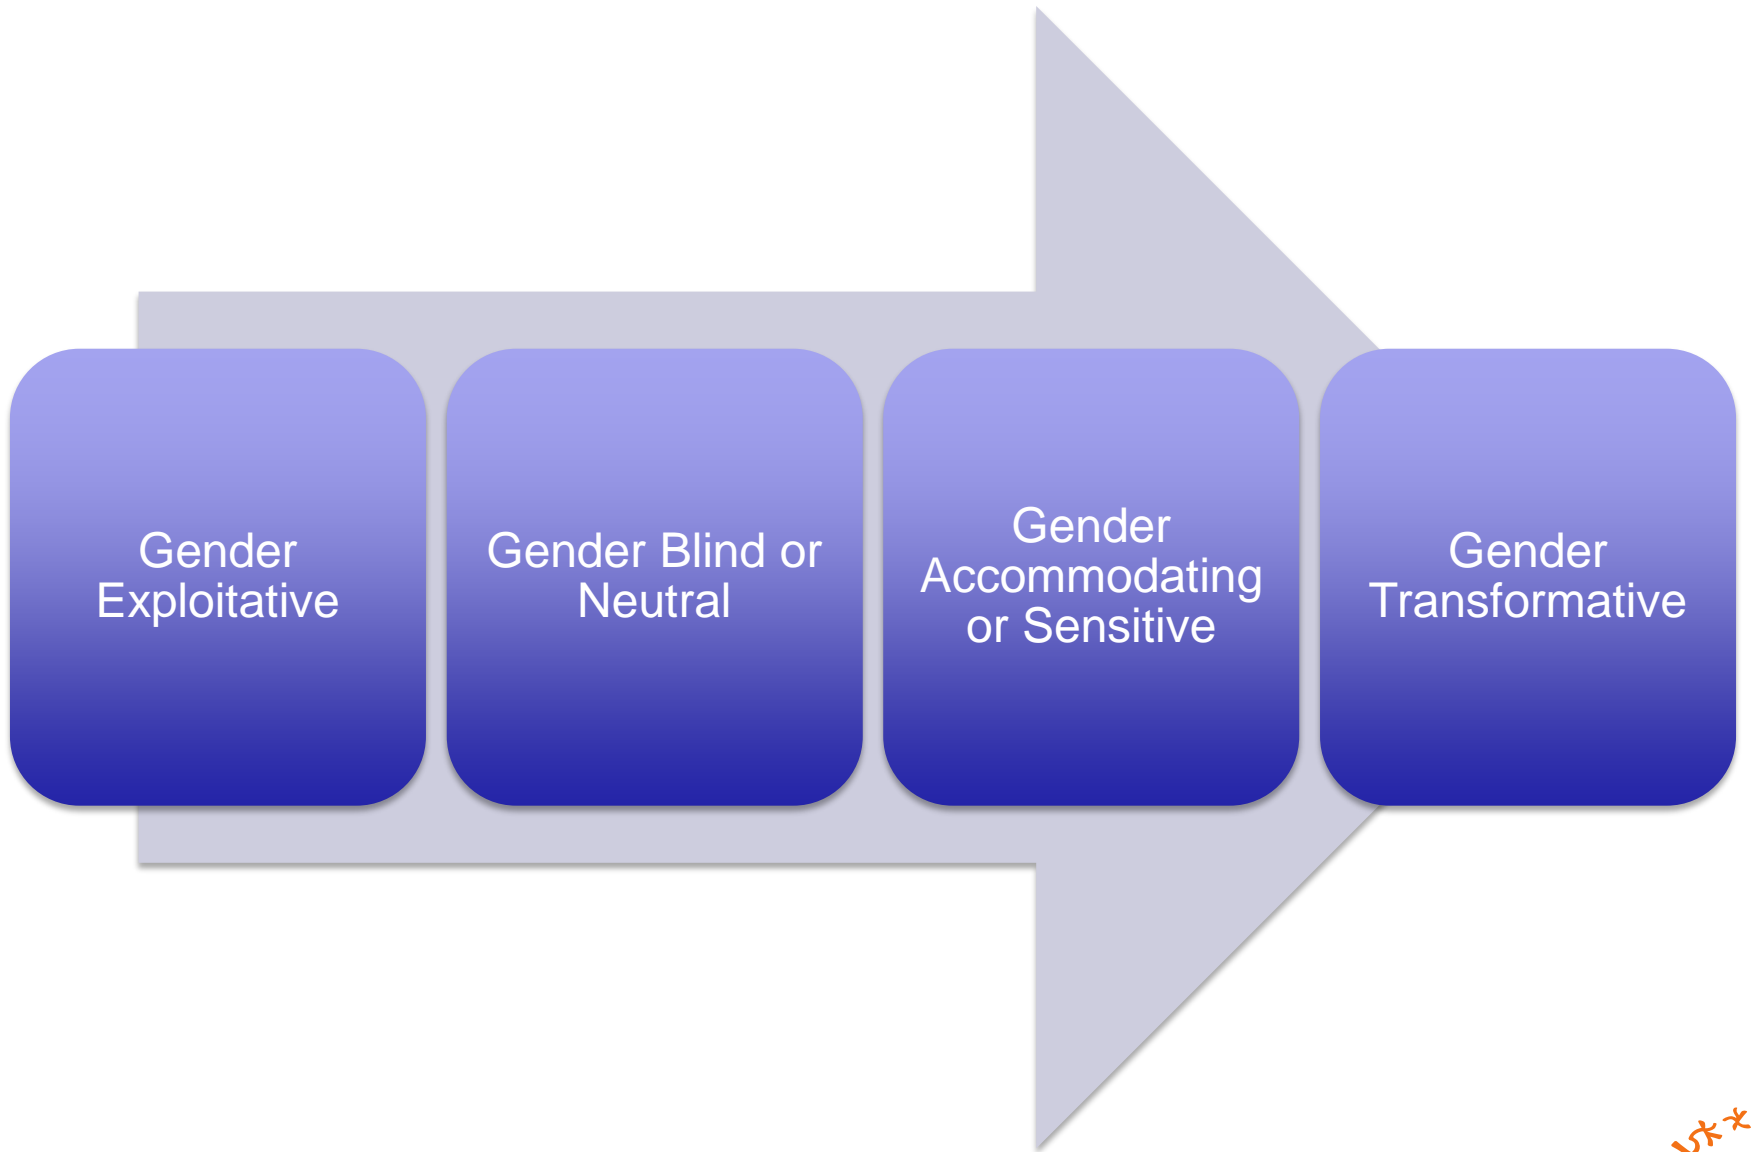 Gender
Exploitative
Gender Blind or
Neutral
Gender
Accommodating
or Sensitive
Gender
Transformative